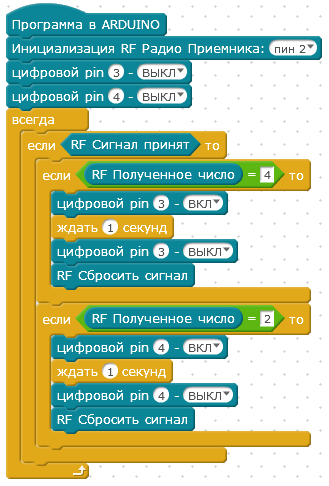 Программа в ARDUINO
Инициализация RF Радио Приемника: пин 2
цифровой pin 3 - ВЫКЛ
цифровой pin 4 - ВЫКЛ
всегда
если RF Сигнал принят то
если RF Полученное число = 4 то
цифровой pin 3 - ВКЛ
ждать 1 секунд
цифровой pin 3 - ВЫКЛ
RF Сбросить сигнал
если RF Полученное число = 2 то
цифровой pin 4 - ВКЛ
ждать 1 секунд
цифровой pin 4 - ВЫКЛ
RF Сбросить сигнал